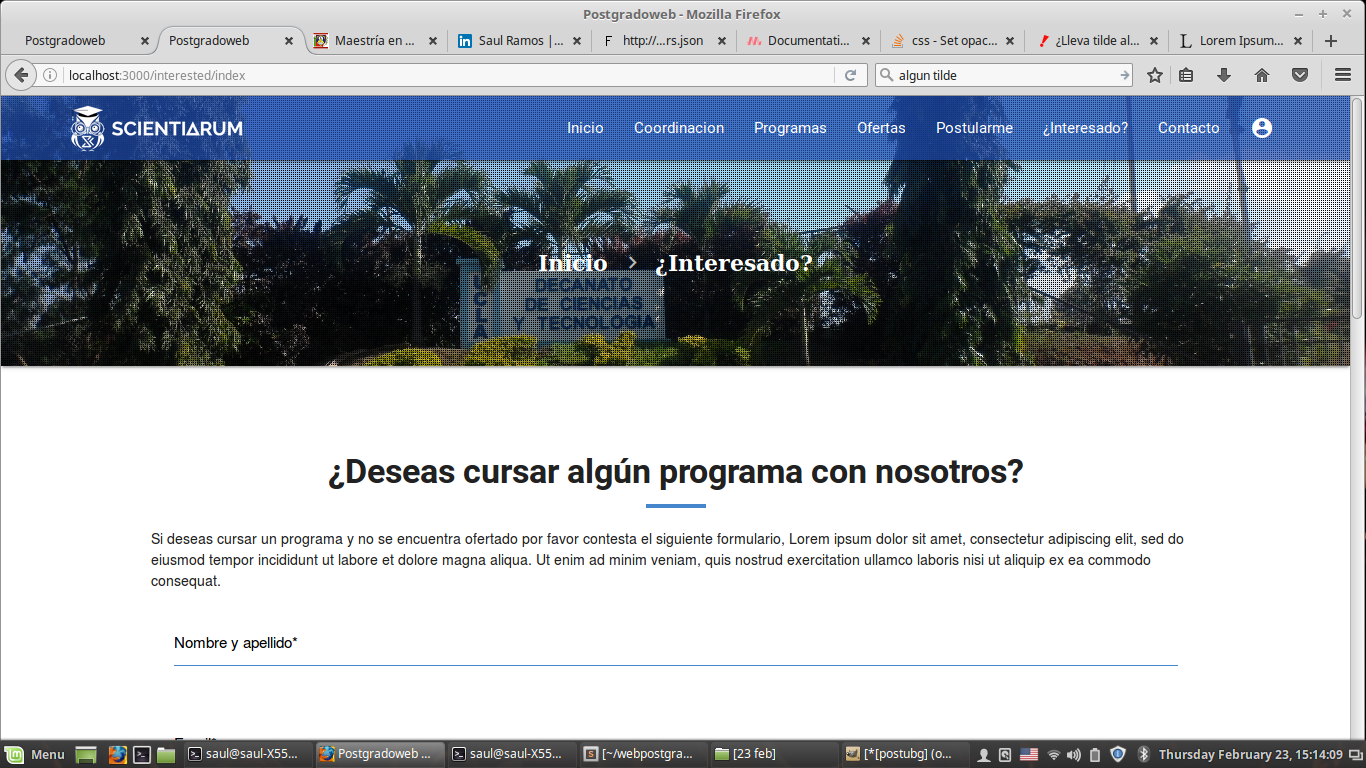 Postgradoweb - Mozilla Firefox
Postgradoweb
Postgradoweb
Maestría en ...
Saul Ramos | ...
http://...rs.json
Documentati...
css - Set opac...
¿Lleva tilde al...
Lorem Ipsum...
localhost:3000/interested/index
algun tilde
SCIENTIARUM
Inicio
Coordinacion
Programas
Ofertas
Postularme
¿Interesado?
Contacto
Inicio > ¿Interesado?
UCLA
DECANATO
DE CIENCIAS
Y TECNOLOGIA
¿Deseas cursar algún programa con nosotros?
Si deseas cursar un programa y no se encuentra ofertado por favor contesta el siguiente formulario, Lorem ipsum dolor sit amet, consectetur adipiscing elit, sed do
eiusmod tempor incididunt ut labore et dolore magna aliqua. Ut enim ad minim veniam, quis nostrud exercitation ullamco laboris nisi ut aliquip ex ea commodo
consequat.
Nombre y apellido*
Menu
saul@saul-X55...
Postgradoweb ...
saul@saul-X55...
[~/webpostgra...
[23 feb]
[*[postubg] (o...
Thursday February 23, 15:14:09